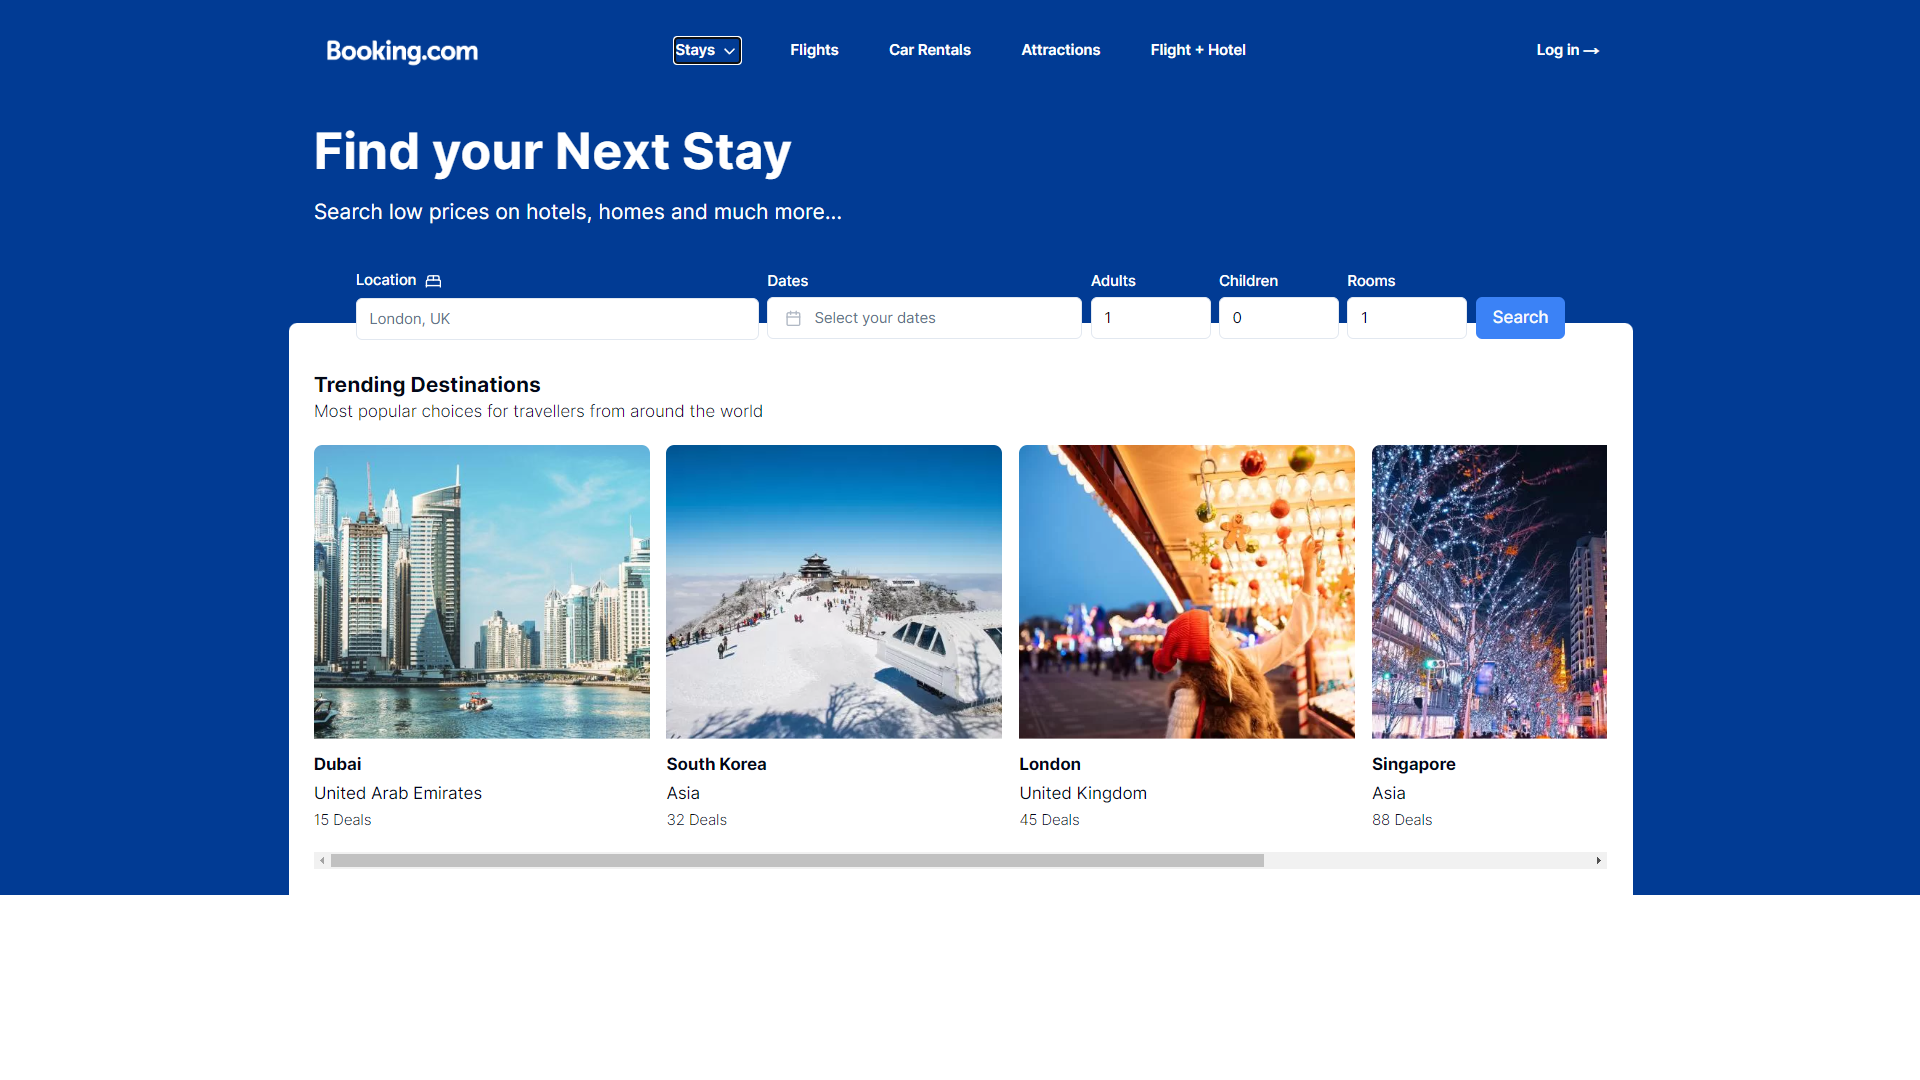 Booking.com
Stays
Flights
Car Rentals
Attractions
Flight + Hotel
Log in →
Find your Next Stay
Search low prices on hotels, homes and much more...
Location
Dates
Adults
Children
Rooms
London, UK
Select your dates
1
0
1
Search
Trending Destinations
Most popular choices for travellers from around the world
Dubai
United Arab Emirates
15 Deals
South Korea
Asia
32 Deals
London
United Kingdom
45 Deals
Singapore
Asia
88 Deals